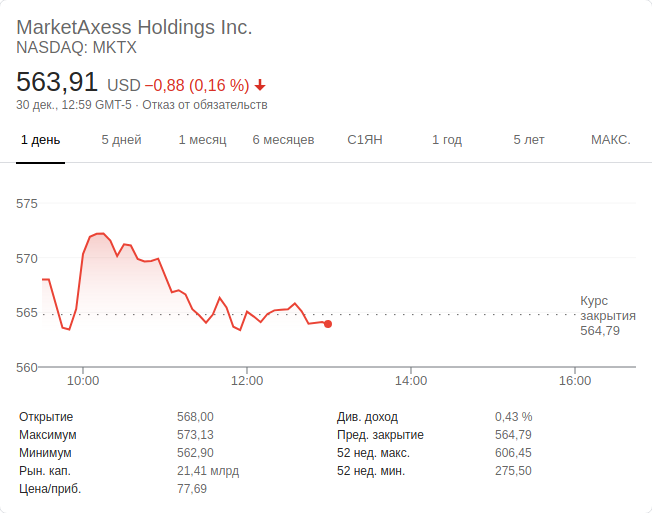 MarketAxess Holdings Inc.
NASDAQ: MKTX
563,91 USD −0,88 (0,16 %)
30 дек., 12:59 GMT-5 · Отказ от обязательств
1 день 5 дней 1 месяц 6 месяцев С1ЯН 1 год 5 лет МАКС.
575
570
565
560
Курс
закрытия
564,79
10:00 12:00 14:00 16:00
Открытие 568,00 Див. доход 0,43 %
Максимум 573,13 Пред. закрытие 564,79
Минимум 562,90 52 нед. макс. 606,45
Рын. кап. 21,41 млрд 52 нед. мин. 275,50
Цена/приб. 77,69